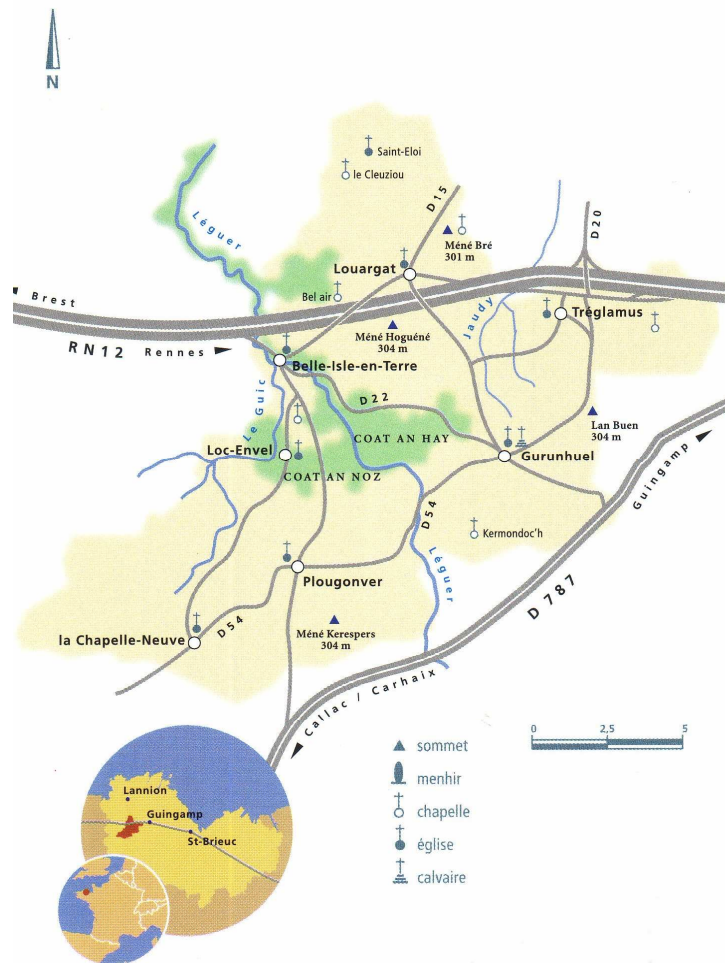 N
Saint-Eloi
le Cleuziou
Léguer
D15
D20
Méné Bré
301 m
Louargat
Bel air
Brest
Jaudy
Tréglamus
Méné Hoguéné
304 m
RN12 Rennes
Belle-Isle-en-Terre
D22
Le Guic
Lan Buen
304 m
COAT AN HAY
Loc-Envel
Gurunhuel
COAT AN NOZ
Guingamp
D54
Kermondoc'h
Léguer
Plougonver
D 787
D54
Méné Kerespers
304 m
la Chapelle-Neuve
Callac / Carhaix
0 2,5 5
sommet
menhir
chapelle
église
calvaire
Lannion
Guingamp
St-Brieuc